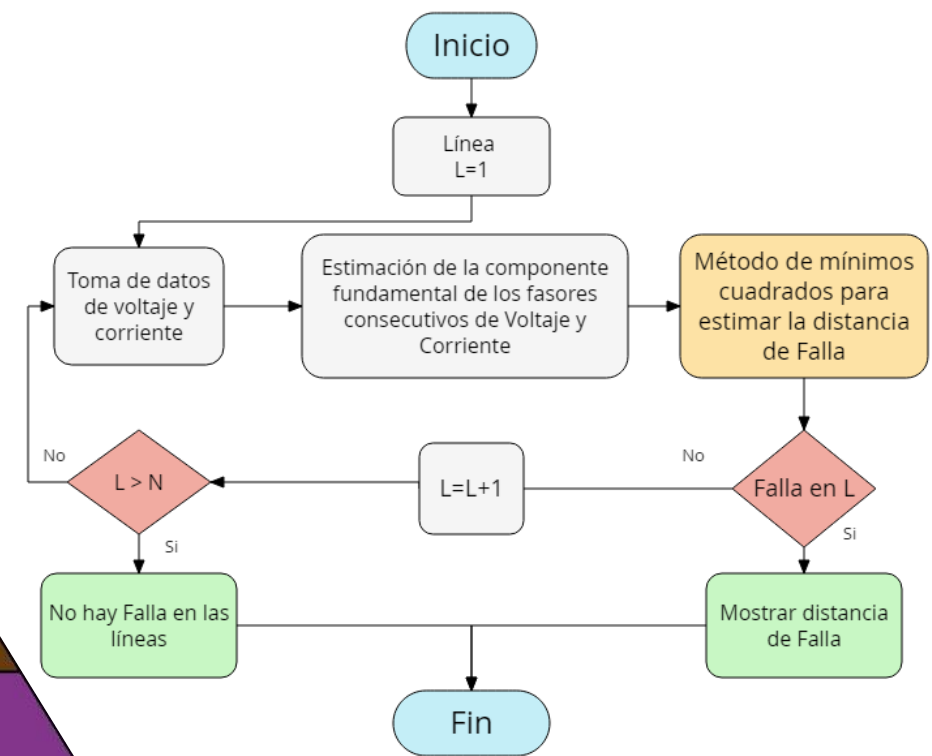 Inicio
Línea
L=1
Toma de datos
de voltaje y
corriente
Estimación de la componente
fundamental de los fasores
consecutivos de Voltaje y
Corriente
Método de mínimos
cuadrados para
estimar la distancia
de Falla
Falla en L
No
Si
L=L+1
L > N
No
Si
No hay Falla en las
líneas
Mostrar distancia
de Falla
Fin